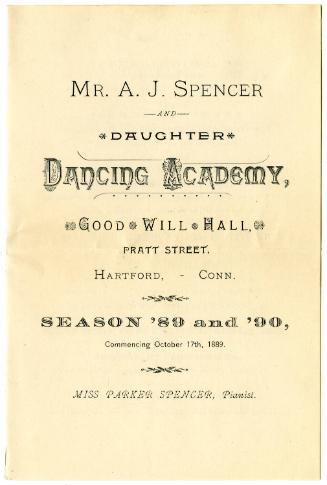 MR. A. J. SPENCER
—AND—
DAUGHTER
DANCING ACADEMY,
GOOD WILL HALL,
PRATT STREET,
HARTFORD, - CONN.
SEASON '89 and '90,
Commencing October 17th, 1889.
MISS PARKER SPENCER, Pianist.